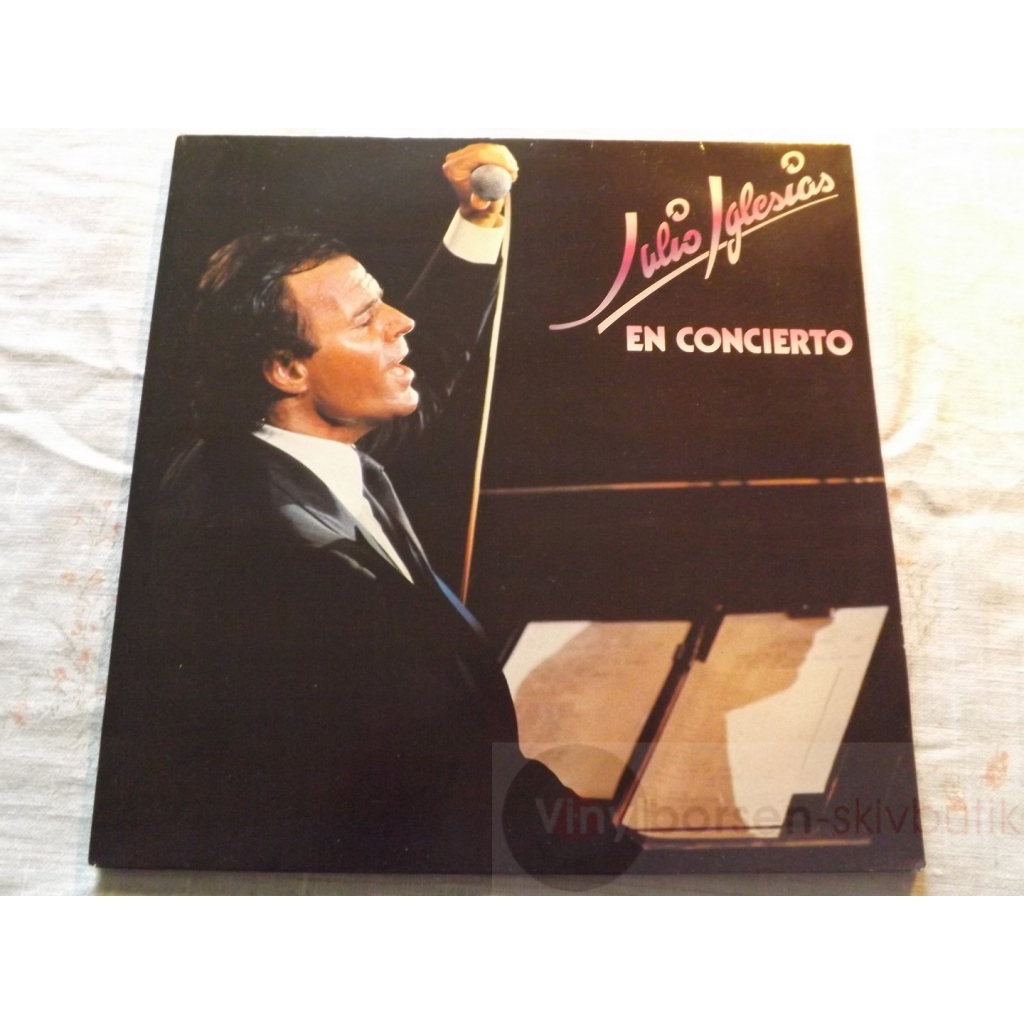 Julio Iglesias
EN CONCIERTO
Vinylborsen-skivbutik